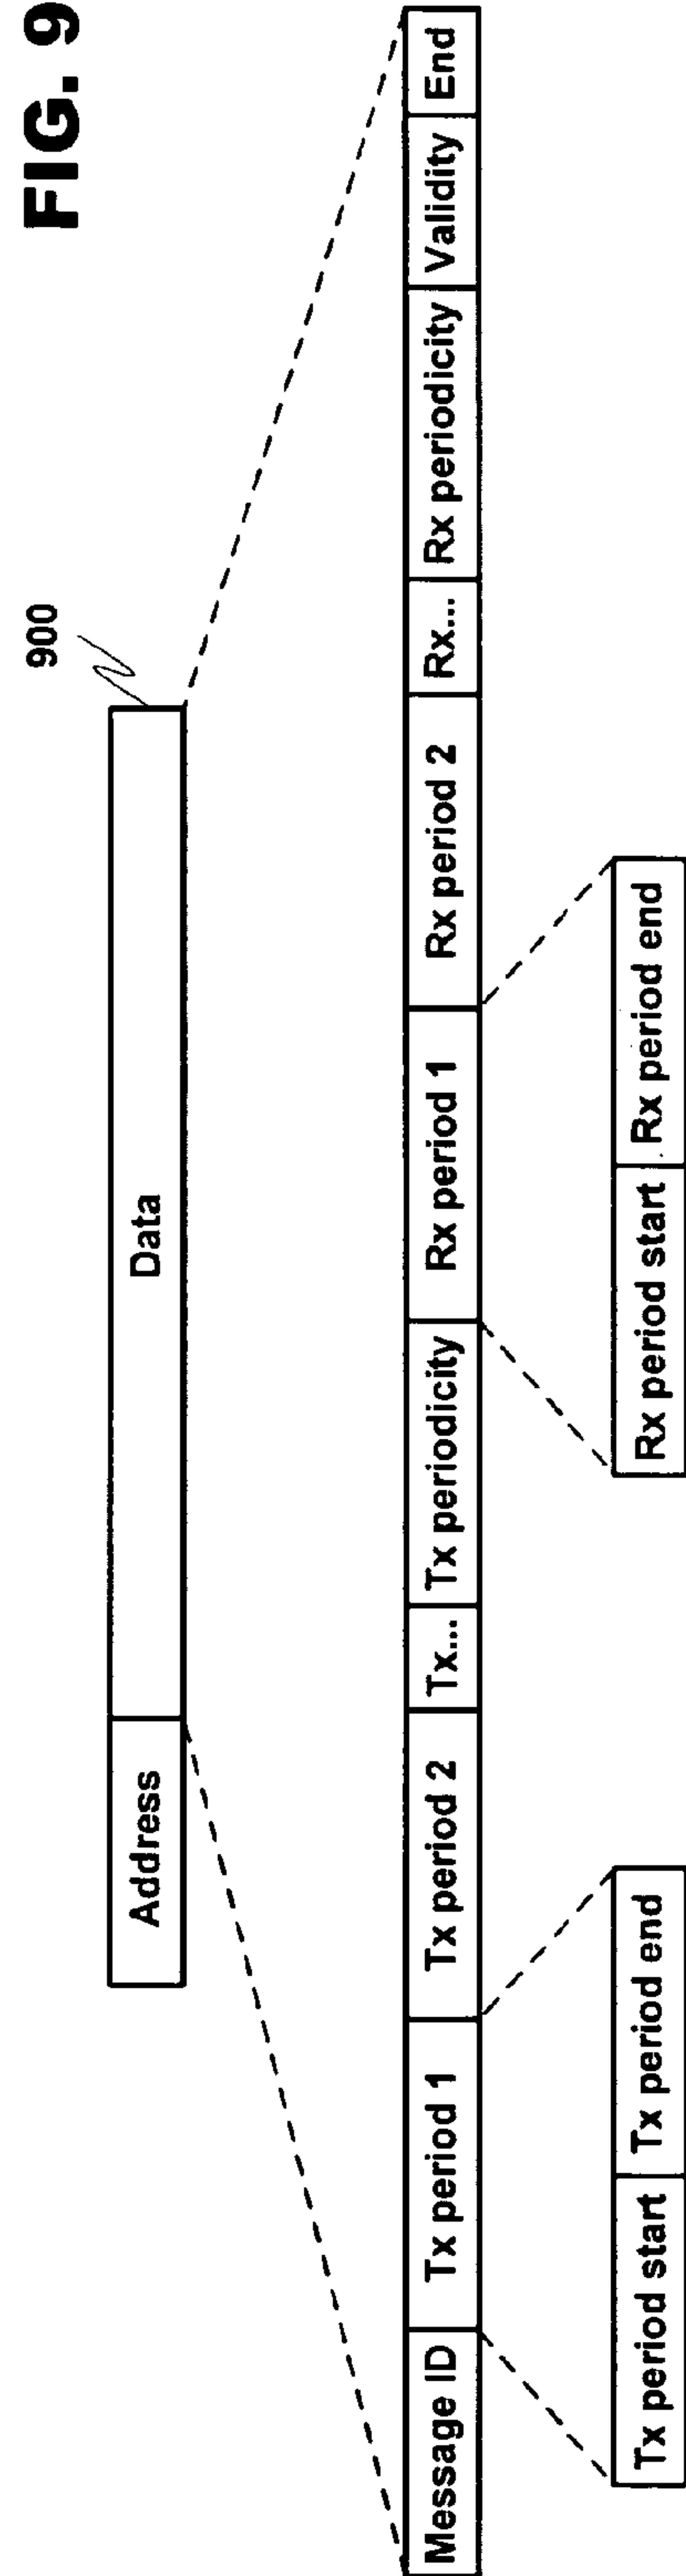 FIG. 9
900
Address Data
Message ID Tx period 1 Tx period 2 Tx... Tx periodicity Rx period 1 Rx period 2 Rx... Rx periodicity Validity End
Tx period start Tx period end Rx period start Rx period end